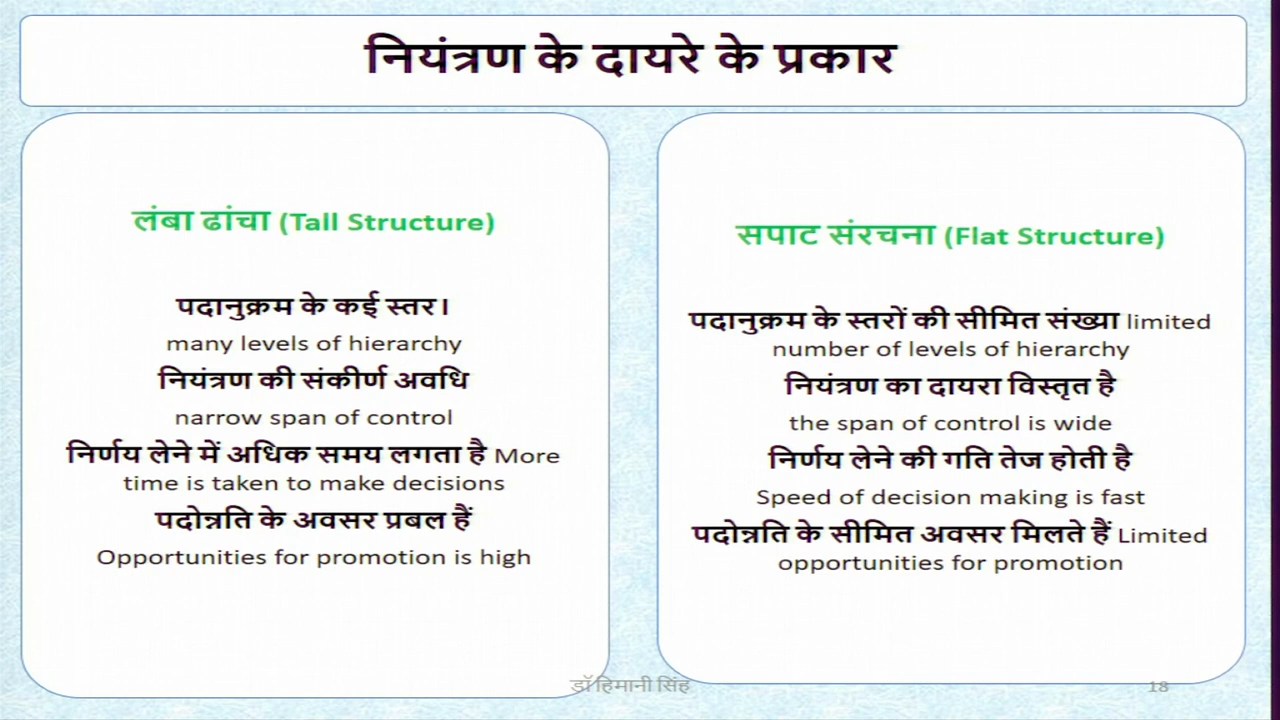 नियंत्रण के दायरे के प्रकार
लंबा ढांचा (Tall Structure)
पदानुक्रम के कई स्तर।
many levels of hierarchy
नियंत्रण की संकीर्ण अवधि
narrow span of control
निर्णय लेने में अधिक समय लगता है More
time is taken to make decisions
पदोन्नति के अवसर प्रबल हैं
Opportunities for promotion is high
सपाट संरचना (Flat Structure)
पदानुक्रम के स्तरों की सीमित संख्या limited
number of levels of hierarchy
नियंत्रण का दायरा विस्तृत है
the span of control is wide
निर्णय लेने की गति तेज होती है
Speed of decision making is fast
पदोन्नति के सीमित अवसर मिलते हैं Limited
opportunities for promotion
डॉ हिमानी सिंह
18